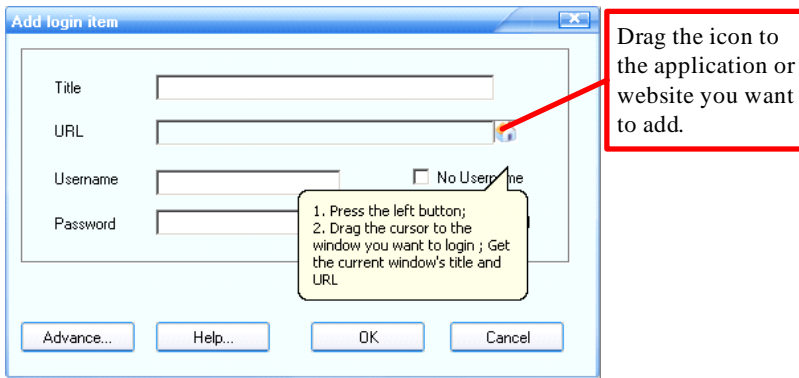 Add login item
Drag the icon to
the application or
website you want
to add.
Title
URL
Username
No Username
Password
1. Press the left button;
2. Drag the cursor to the
window you want to login ; Get
the current window's title and
URL
Advance...
Help...
OK
Cancel